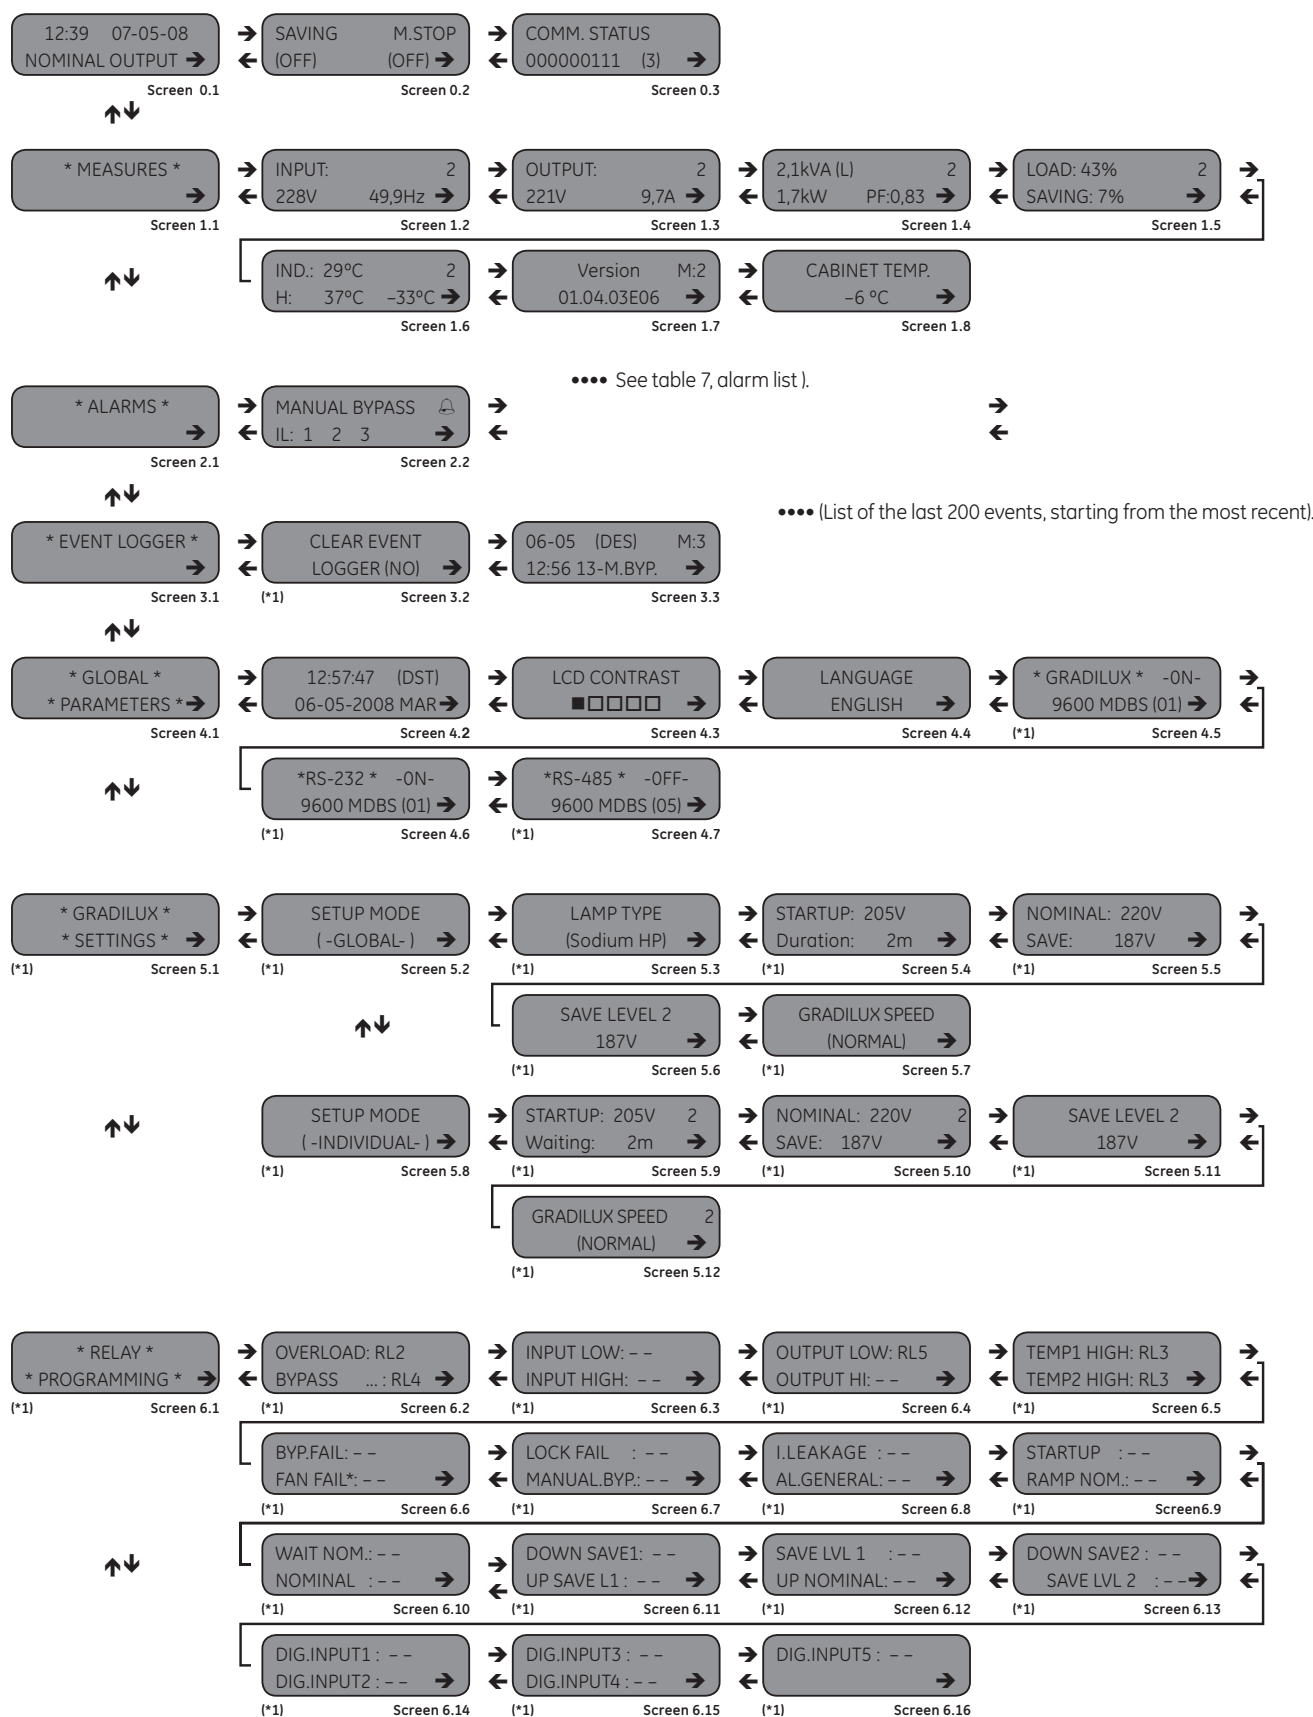 12:39 07-05-08
NOMINAL OUTPUT ➔
Screen 0.1
SAVING M.STOP
(OFF) (OFF) ➔
Screen 0.2
COMM. STATUS
000000111 (3) ➔
Screen 0.3
* MEASURES *
➔
Screen 1.1
INPUT: 2
228V 49,9Hz ➔
Screen 1.2
OUTPUT: 2
221V 9,7A ➔
Screen 1.3
2,1kVA (L) 2
1,7kW PF:0,83 ➔
Screen 1.4
LOAD: 43% 2
SAVING: 7% ➔
Screen 1.5
IND.: 29ºC 2
H: 37ºC –33ºC ➔
Screen 1.6
Version M:2
01.04.03E06 ➔
Screen 1.7
CABINET TEMP.
–6 ºC ➔
Screen 1.8
•••• See table 7, alarm list ).
* ALARMS *
➔
Screen 2.1
MANUAL BYPASS
IL: 1 2 3 ➔
Screen 2.2
•••• (List of the last 200 events, starting from the most recent).
* EVENT LOGGER *
➔
Screen 3.1
CLEAR EVENT
LOGGER (NO) ➔
(*1) Screen 3.2
06-05 (DES) M:3
12:56 13-M.BYP. ➔
Screen 3.3
* GLOBAL *
* PARAMETERS * ➔
Screen 4.1
12:57:47 (DST)
06-05-2008 MAR ➔
Screen 4.2
LCD CONTRAST
■□□□□ ➔
Screen 4.3
LANGUAGE
ENGLISH ➔
Screen 4.4
* GRADILUX * -0N-
9600 MDBS (01) ➔
(*1) Screen 4.5
*RS-232 * -0N-
9600 MDBS (01) ➔
(*1) Screen 4.6
*RS-485 * -0FF-
9600 MDBS (05) ➔
(*1) Screen 4.7
* GRADILUX *
* SETTINGS * ➔
(*1) Screen 5.1
SETUP MODE
( -GLOBAL- ) ➔
(*1) Screen 5.2
LAMP TYPE
(Sodium HP) ➔
(*1) Screen 5.3
STARTUP: 205V
Duration: 2m ➔
(*1) Screen 5.4
NOMINAL: 220V
SAVE: 187V ➔
(*1) Screen 5.5
SAVE LEVEL 2
187V ➔
(*1) Screen 5.6
GRADILUX SPEED
(NORMAL) ➔
(*1) Screen 5.7
SETUP MODE
( -INDIVIDUAL- ) ➔
(*1) Screen 5.8
STARTUP: 205V 2
Waiting: 2m ➔
(*1) Screen 5.9
NOMINAL: 220V 2
SAVE: 187V ➔
(*1) Screen 5.10
SAVE LEVEL 2
187V ➔
(*1) Screen 5.11
GRADILUX SPEED 2
(NORMAL) ➔
(*1) Screen 5.12
* RELAY *
* PROGRAMMING * ➔
(*1) Screen 6.1
OVERLOAD: RL2
BYPASS ... : RL4 ➔
(*1) Screen 6.2
INPUT LOW: – –
INPUT HIGH: – – ➔
(*1) Screen 6.3
OUTPUT LOW: RL5
OUTPUT HI: – – ➔
(*1) Screen 6.4
TEMP1 HIGH: RL3
TEMP2 HIGH: RL3 ➔
(*1) Screen 6.5
BYP.FAIL: – –
FAN FAIL*: – – ➔
(*1) Screen 6.6
LOCK FAIL : – –
MANUAL.BYP.: – – ➔
(*1) Screen 6.7
I.LEAKAGE : – –
AL.GENERAL: – – ➔
(*1) Screen 6.8
STARTUP : – –
RAMP NOM.: – – ➔
(*1) Screen6.9
WAIT NOM.: – –
NOMINAL : – – ➔
(*1) Screen 6.10
DOWN SAVE1: – –
UP SAVE L1 : – – ➔
(*1) Screen 6.11
SAVE LVL 1 : – –
UP NOMINAL: – – ➔
(*1) Screen 6.12
DOWN SAVE2 : – –
SAVE LVL 2 : – – ➔
(*1) Screen 6.13
DIG.INPUT1 : – –
DIG.INPUT2 : – – ➔
(*1) Screen 6.14
DIG.INPUT3 : – –
DIG.INPUT4 : – – ➔
(*1) Screen 6.15
DIG.INPUT5 : – –
➔
(*1) Screen 6.16